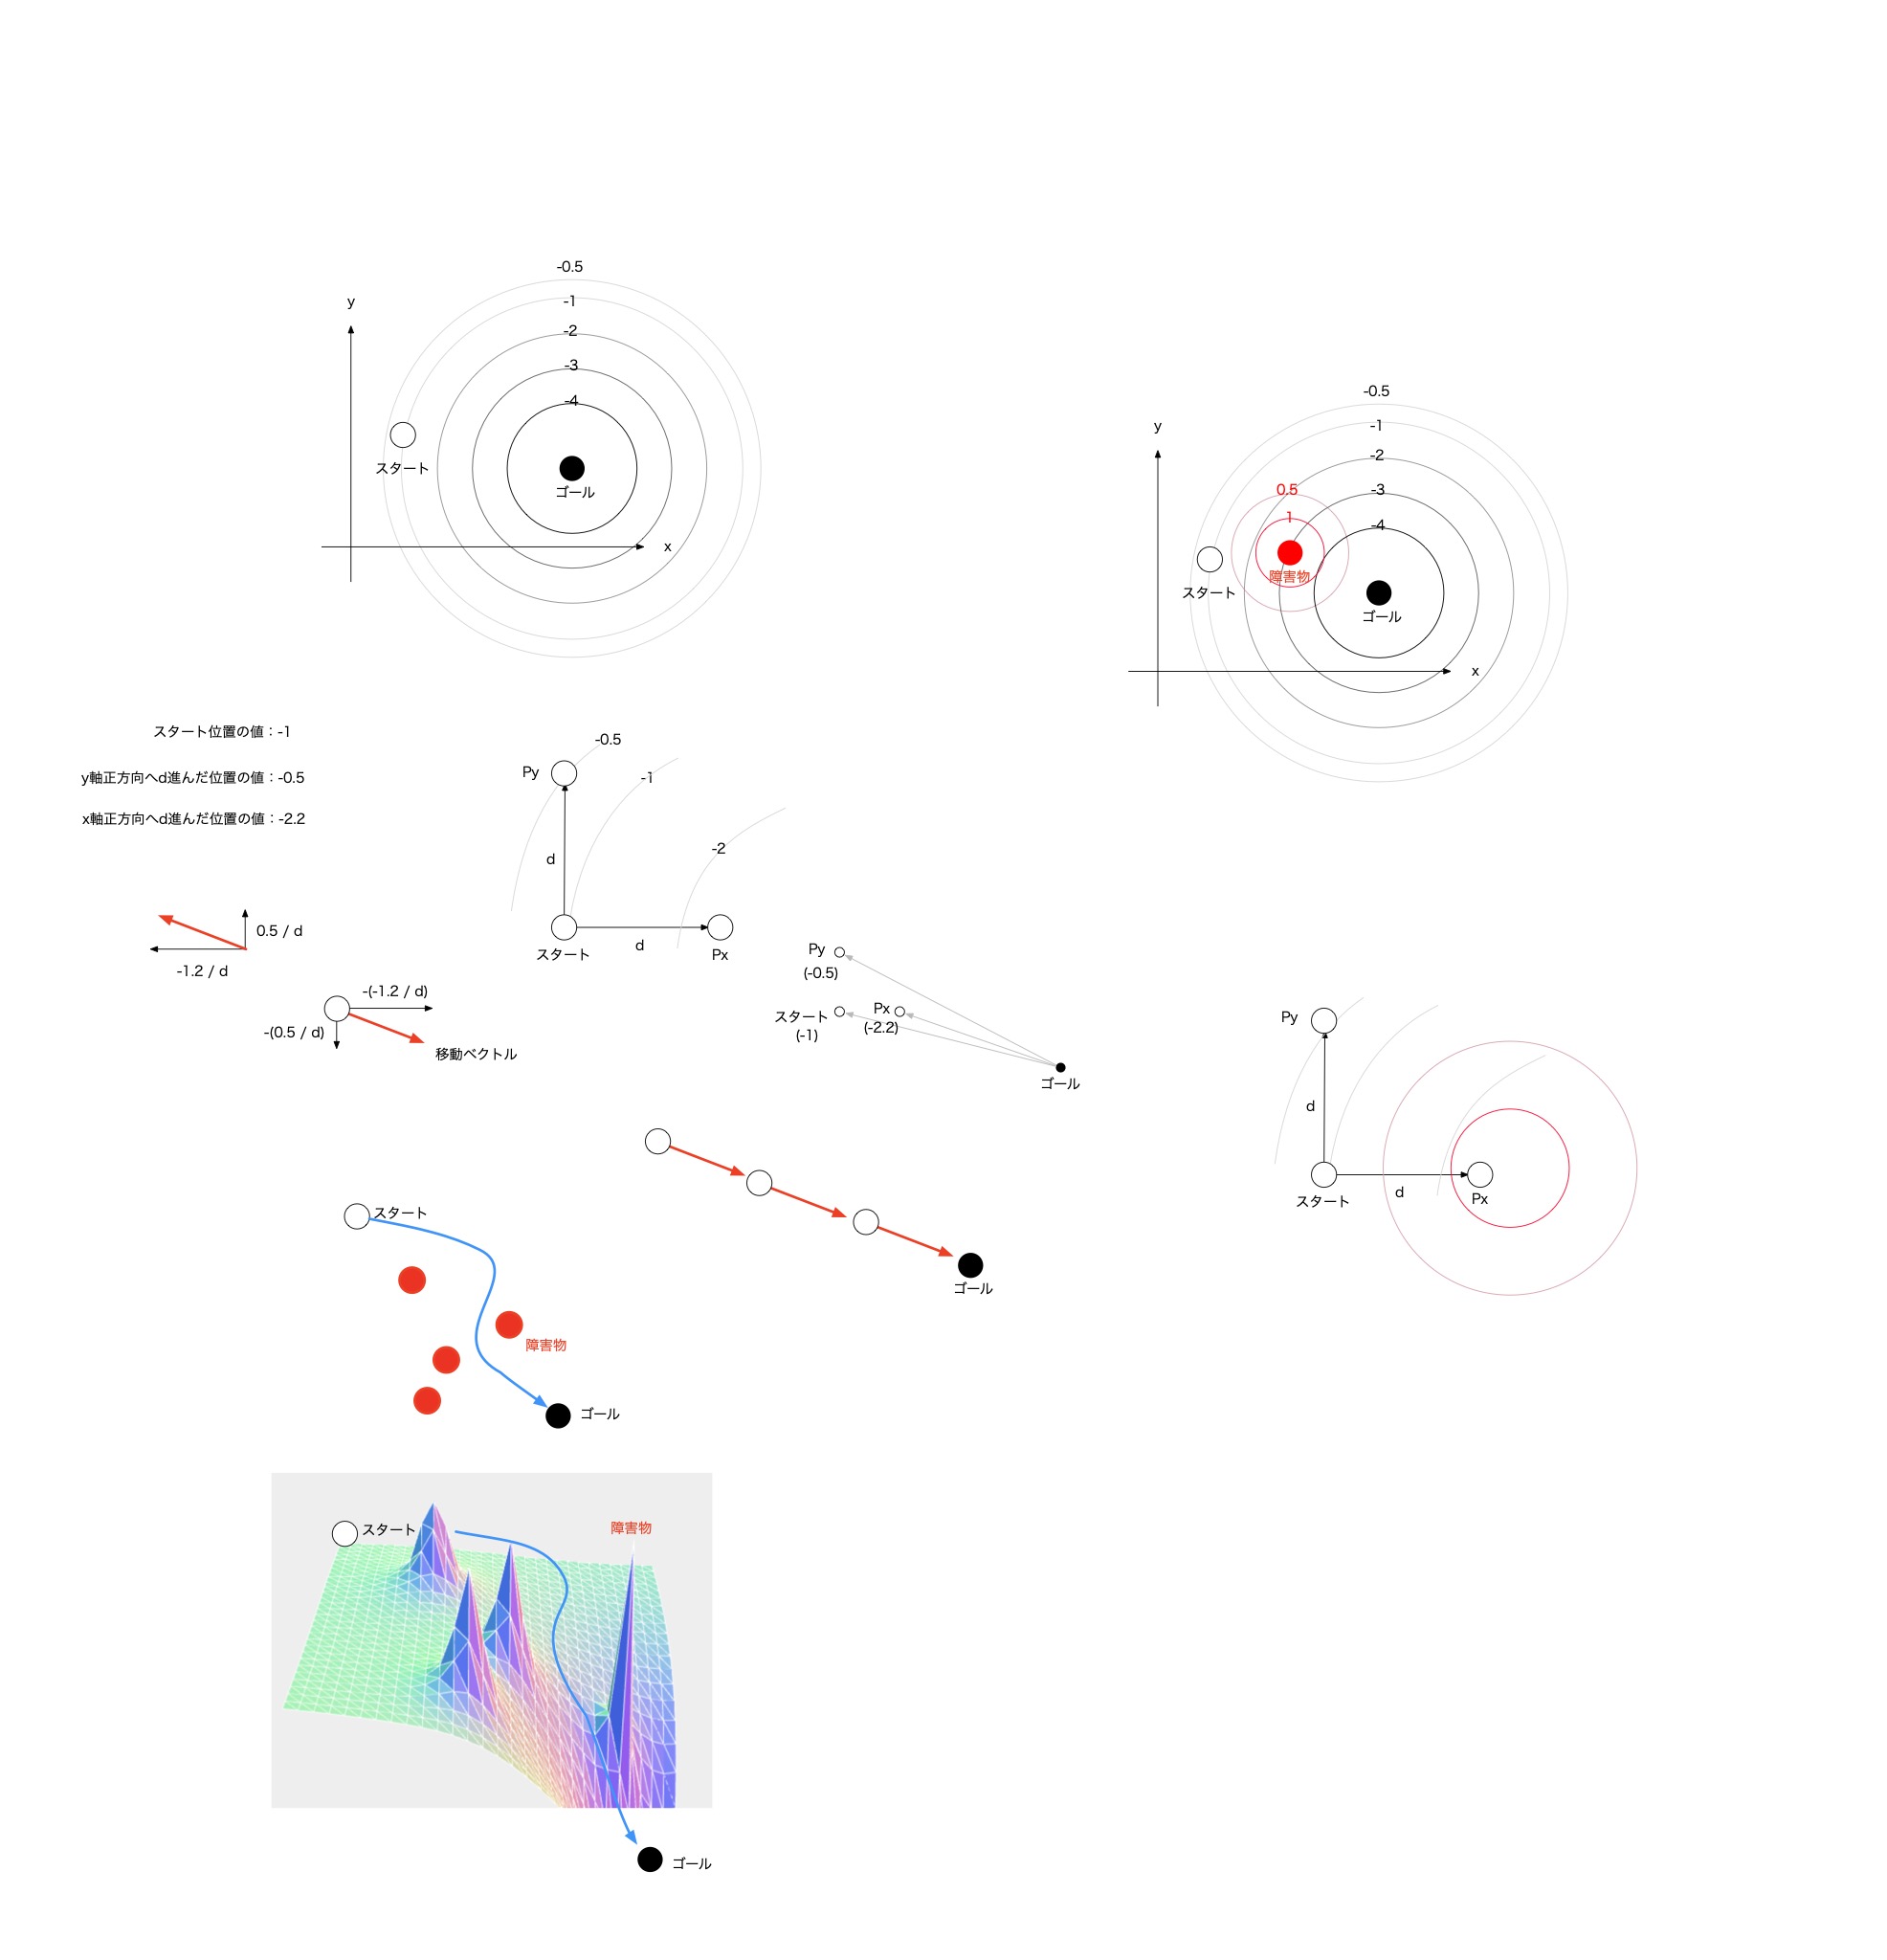 -0.5
-1
-2
-3
-4
y
x
スタート
ゴール
-0.5
-1
-2
-3
-4
y
x
0.5
1
障害物
スタート
ゴール
スタート位置の値：-1
y軸正方向へd進んだ位置の値：-0.5
x軸正方向へd進んだ位置の値：-2.2
-0.5
-1
-2
Py
d
スタート
d
Px
0.5 / d
-1.2 / d
-(-1.2 / d)
-(0.5 / d)
移動ベクトル
Py
(-0.5)
スタート
(-1)
Px
(-2.2)
ゴール
Py
d
スタート
d
Px
ゴール
スタート
障害物
ゴール
スタート
障害物
ゴール